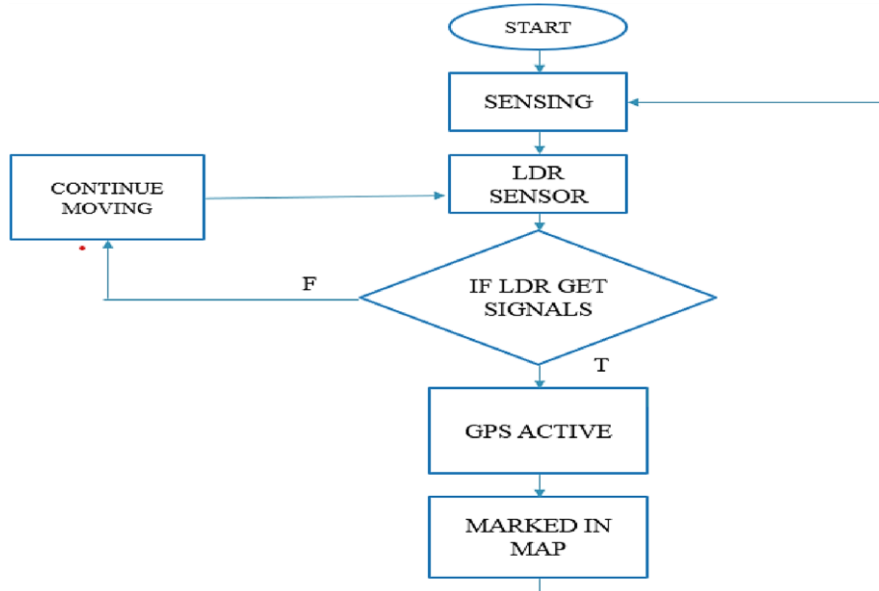 START
SENSING
LDR
SENSOR
CONTINUE
MOVING
F
IF LDR GET
SIGNALS
T
GPS ACTIVE
MARKED IN
MAP